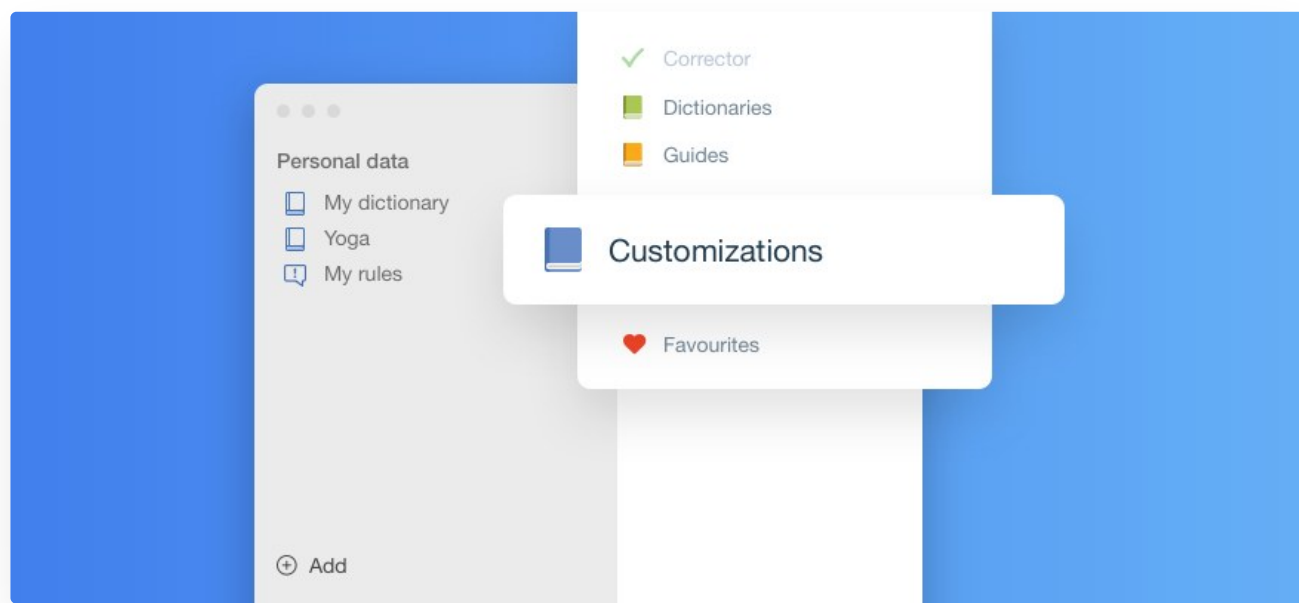 Corrector
Dictionaries
Guides
Personal data
My dictionary
Yoga
My rules
Customizations
Favourites
Add